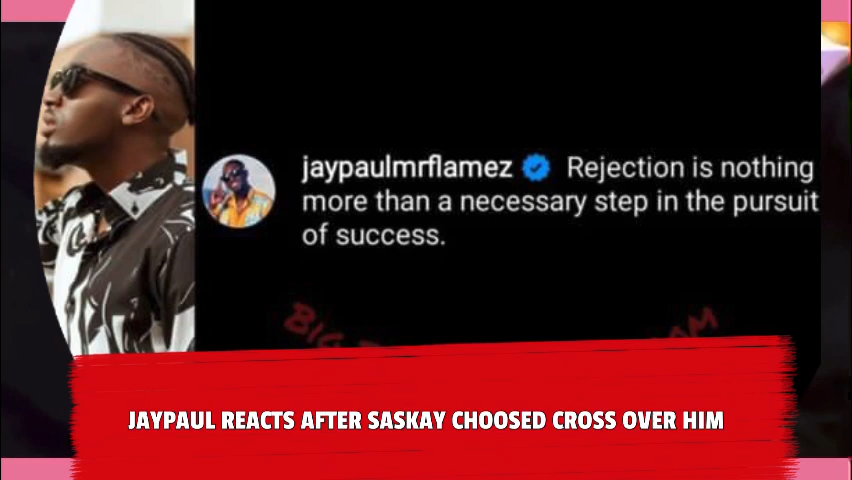 jaypaulmrflamez Rejection is nothing
more than a necessary step in the pursuit
of success.
JAYPAUL REACTS AFTER SASKAY CHOOSED CROSS OVER HIM